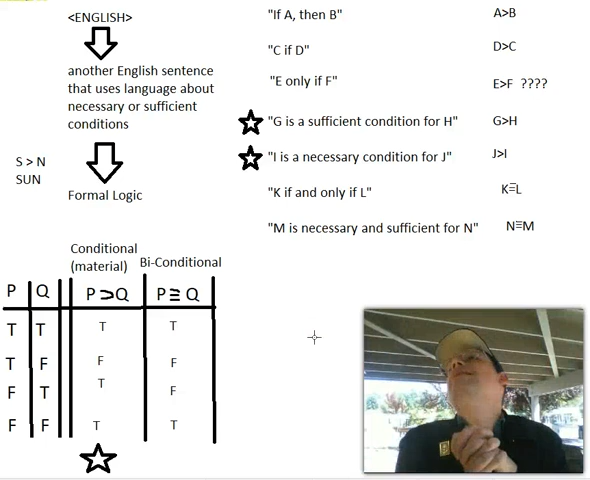 <ENGLISH>
another English sentence
that uses language about
necessary or sufficient
conditions
S > N
SUN
Formal Logic
"If A, then B" A>B
"C if D" D>C
"E only if F" E>F ????
"G is a sufficient condition for H" G>H
"I is a necessary condition for J" J>I
"K if and only if L" K≡L
"M is necessary and sufficient for N" N≡M
Conditional
(material)
Bi-Conditional
P Q P⊃Q P≡Q
T T T T
T F F F
F T T F
F F T T